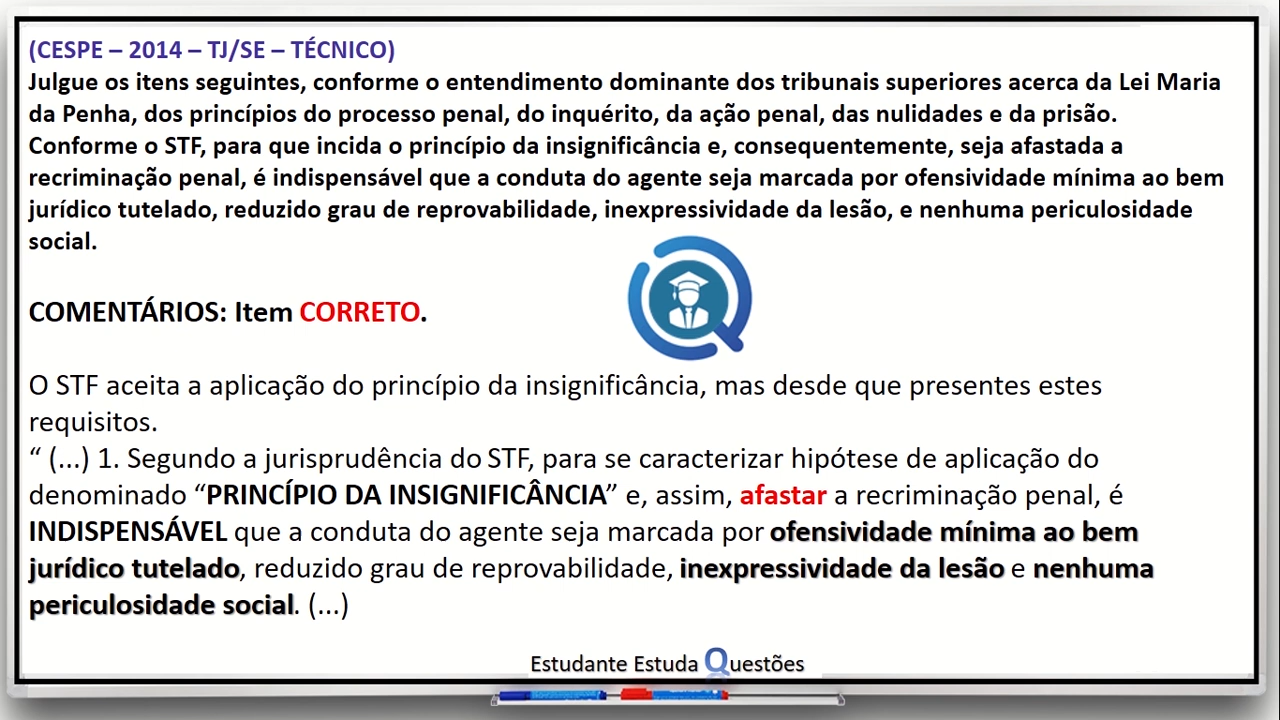 (CESPE – 2014 – TJ/SE – TÉCNICO)
Julgue os itens seguintes, conforme o entendimento dominante dos tribunais superiores acerca da Lei Maria
da Penha, dos princípios do processo penal, do inquérito, da ação penal, das nulidades e da prisão.
Conforme o STF, para que incida o princípio da insignificância e, consequentemente, seja afastada a
recriminação penal, é indispensável que a conduta do agente seja marcada por ofensividade mínima ao bem
jurídico tutelado, reduzido grau de reprovabilidade, inexpressividade da lesão, e nenhuma periculosidade
social.
COMENTÁRIOS: Item CORRETO.
O STF aceita a aplicação do princípio da insignificância, mas desde que presentes estes
requisitos.
“ (...) 1. Segundo a jurisprudência do STF, para se caracterizar hipótese de aplicação do
denominado “PRINCÍPIO DA INSIGNIFICÂNCIA” e, assim, afastar a recriminação penal, é
INDISPENSÁVEL que a conduta do agente seja marcada por ofensividade mínima ao bem
jurídico tutelado, reduzido grau de reprovabilidade, inexpressividade da lesão e nenhuma
periculosidade social. (...)
Estudante Estuda Questões